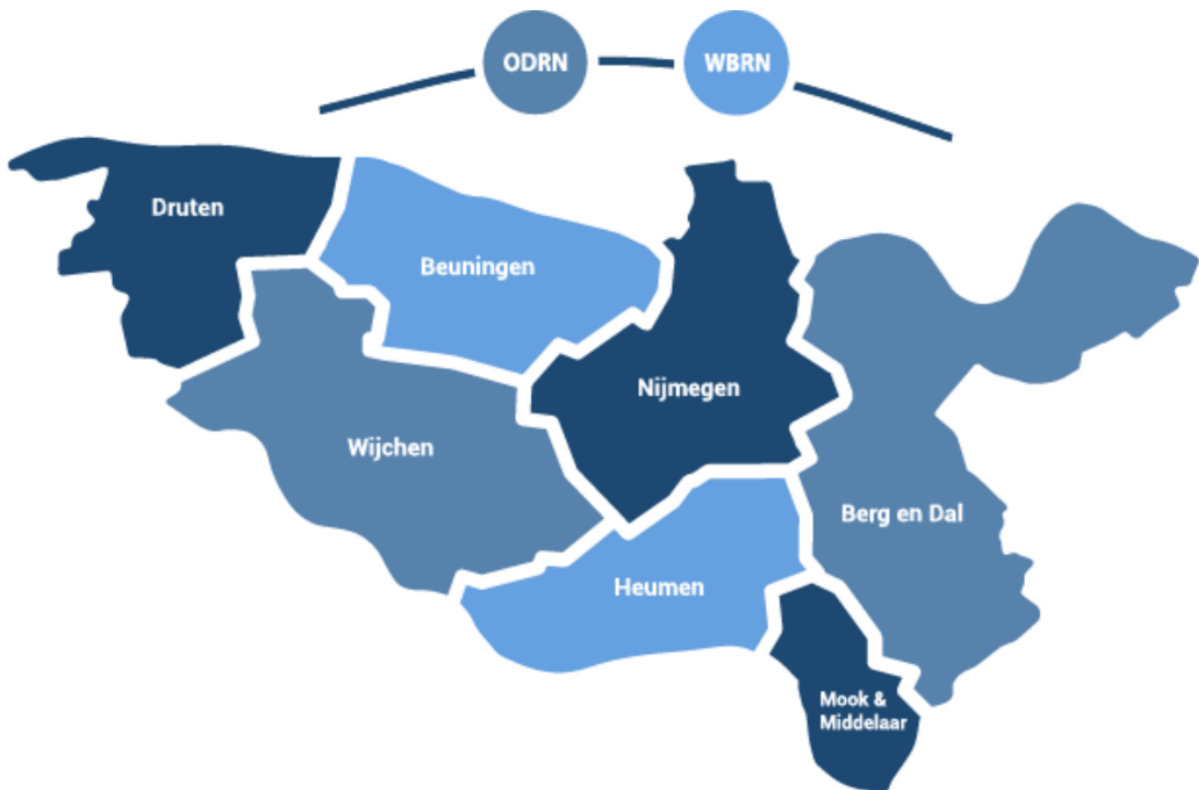 ODRN
WBRN
Druten
Beuningen
Nijmegen
Wijchen
Berg en Dal
Heumen
Mook &
Middelaar